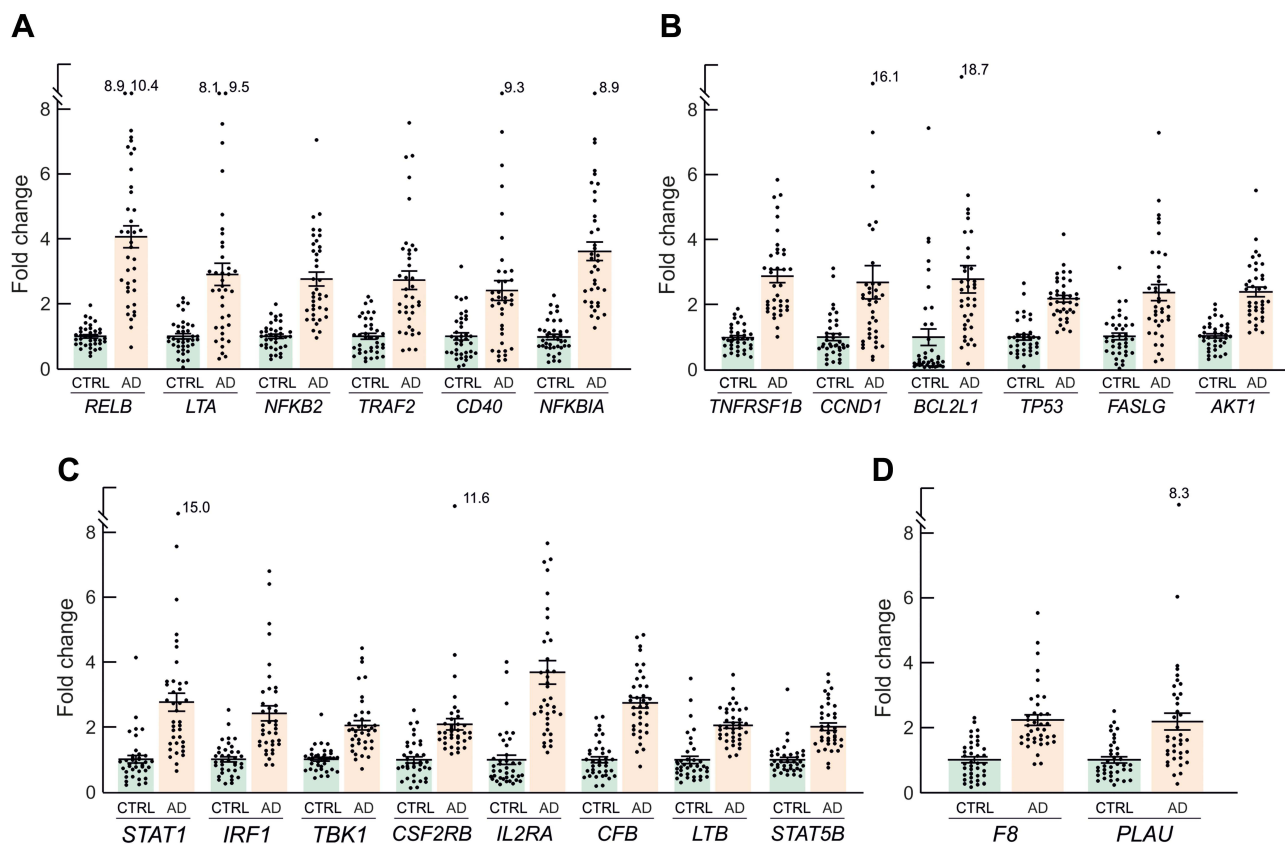 A
8.9 10.4 8.1 9.5 9.3 8.9
Fold change
8
6
4
2
0
CTRL AD CTRL AD CTRL AD CTRL AD CTRL AD CTRL AD
RELB LTA NFKB2 TRAF2 CD40 NFKBIA
B
16.1 18.7
Fold change
8
6
4
2
0
CTRL AD CTRL AD CTRL AD CTRL AD CTRL AD CTRL AD
TNFRSF1B CCND1 BCL2L1 TP53 FASLG AKT1
C
15.0 11.6
Fold change
8
6
4
2
0
CTRL AD CTRL AD CTRL AD CTRL AD CTRL AD CTRL AD CTRL AD CTRL AD
STAT1 IRF1 TBK1 CSF2RB IL2RA CFB LTB STAT5B
D
8.3
Fold change
8
6
4
2
0
CTRL AD CTRL AD
F8 PLAU